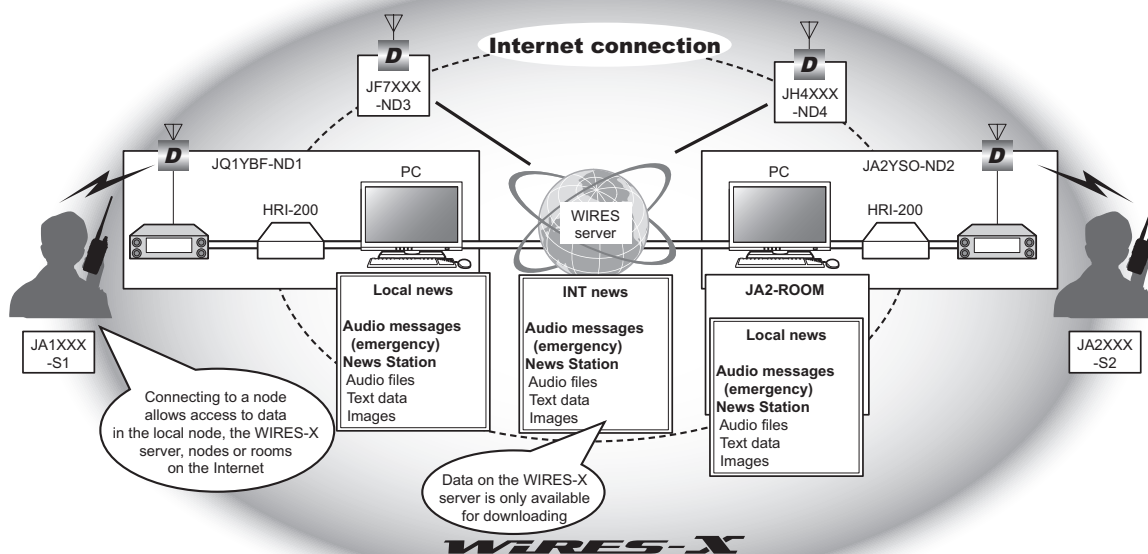 Internet connection
D
JF7XXX
-ND3
D
JH4XXX
-ND4
D
JQ1YBF-ND1
PC
HRI-200
WIRES
server
JA2YSO-ND2
D
PC
HRI-200
JA1XXX
-S1
JA2XXX
-S2
Local news
Audio messages
(emergency)
News Station
Audio files
Text data
Images
INT news
Audio messages
(emergency)
News Station
Audio files
Text data
Images
JA2-ROOM
Local news
Audio messages
(emergency)
News Station
Audio files
Text data
Images
Connecting to a node
allows access to data
in the local node, the WIRES-X
server, nodes or rooms
on the Internet
Data on the WIRES-X
server is only available
for downloading
WIRES-X